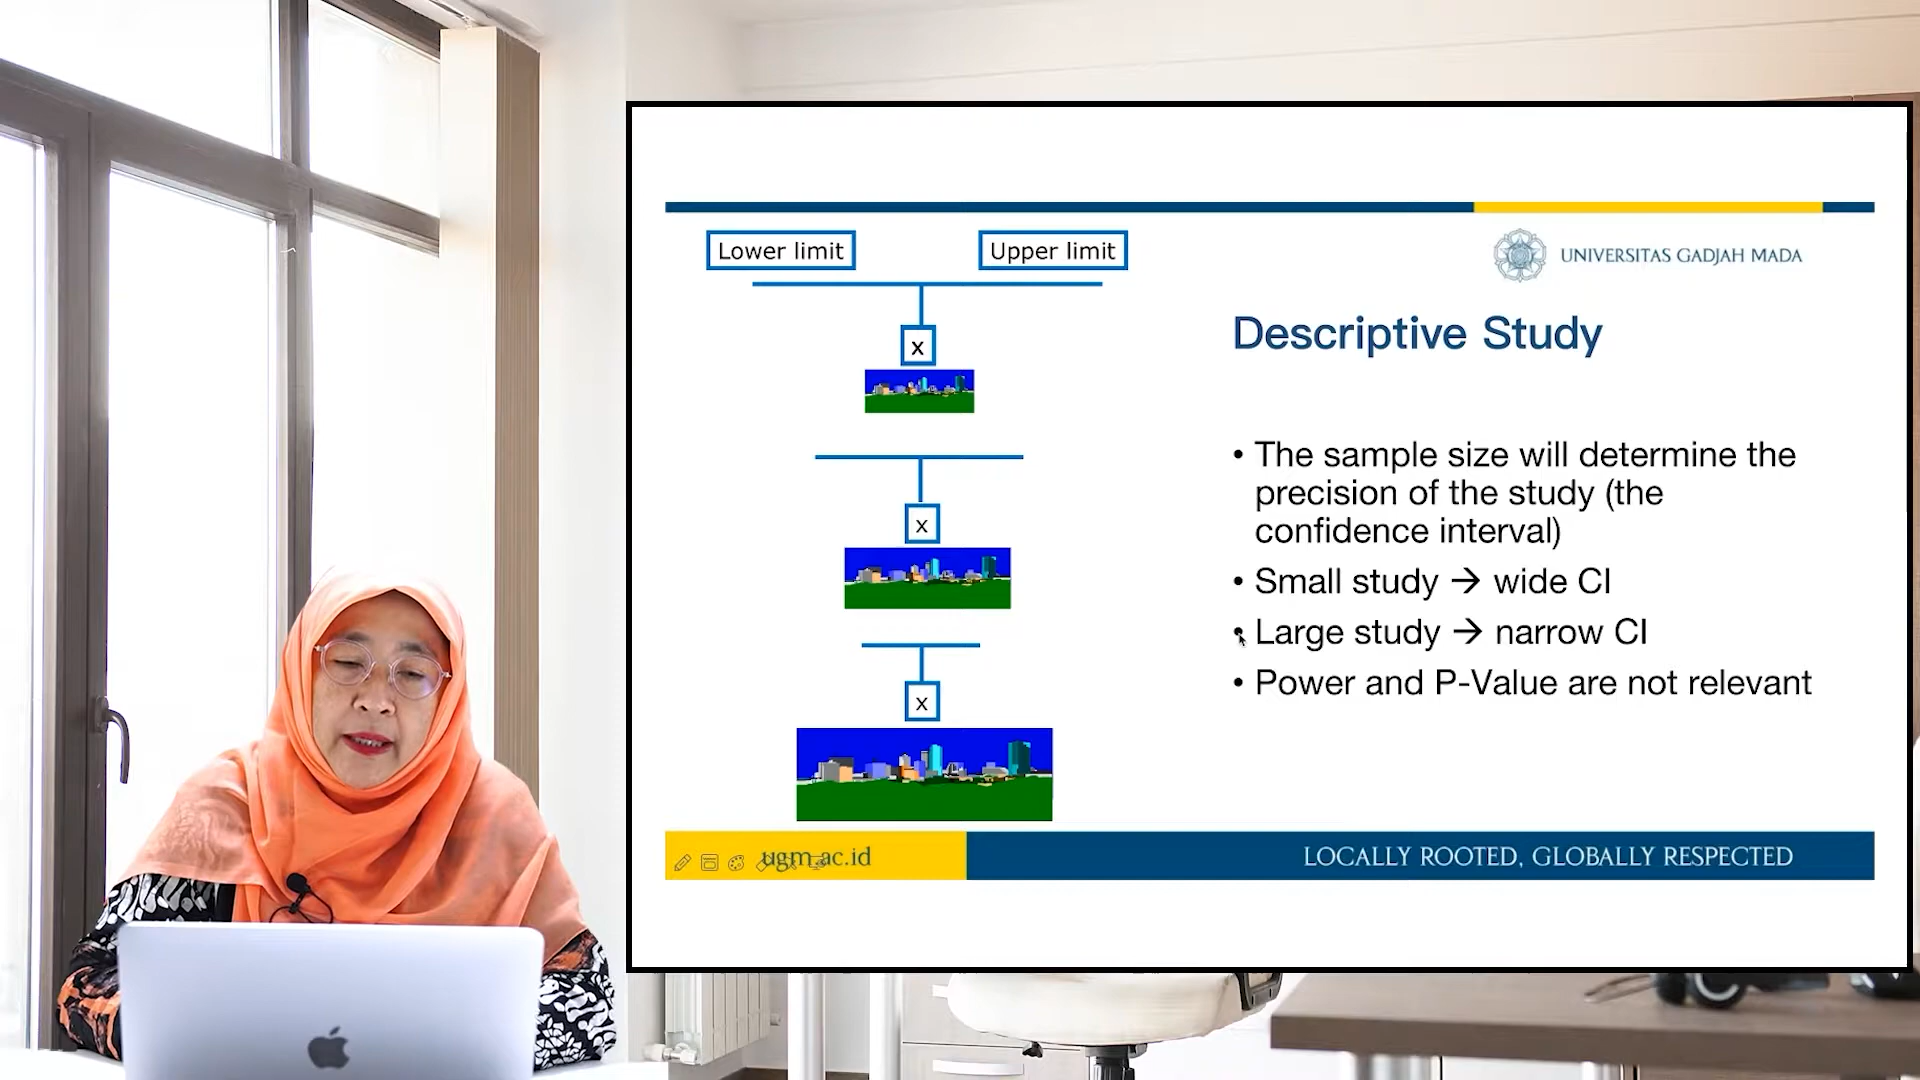 Lower limit
Upper limit
UNIVERSITAS GADJAH MADA
x
Descriptive Study
• The sample size will determine the
precision of the study (the
confidence interval)
• Small study → wide CI
• Large study → narrow CI
• Power and P-Value are not relevant
x
x
ugm.ac.id
LOCALLY ROOTED, GLOBALLY RESPECTED